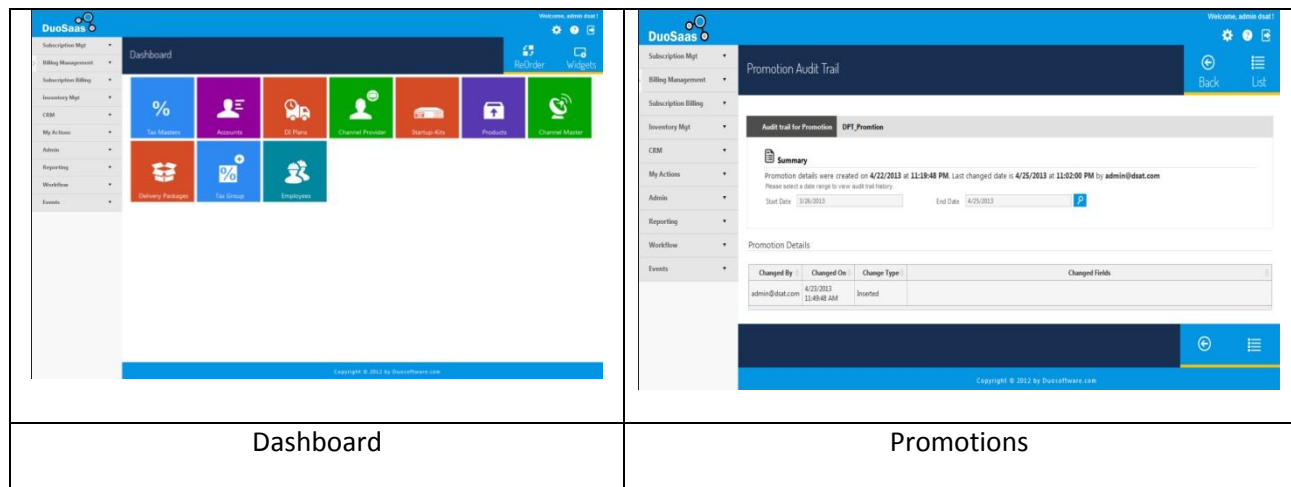 DuoSaas
Welcome, admin dsat !
Subscription Mgt
Billing Management
Subscription Billing
Inventory Mgt
CRM
My Actions
Admin
Reporting
Workflow
Events
Dashboard
ReOrder
Widgets
%
Tax Masters
Accounts
DI Plans
Channel Provider
Startup-Kits
Products
Channel Master
Delivery Packages
%
Tax Group
Employees
Copyright © 2012 by Duosoftware.com
Dashboard
DuoSaas
Welcome, admin dsat !
Subscription Mgt
Billing Management
Subscription Billing
Inventory Mgt
CRM
My Actions
Admin
Reporting
Workflow
Events
Promotion Audit Trail
Back
List
Audit trail for Promotion DPT_Promtion
Summary
Promotion details were created on 4/22/2013 at 11:19:48 PM. Last changed date is 4/25/2013 at 11:02:00 PM by admin@dsat.com
Please select a date range to view audit trail history.
Start Date 3/26/2013 End Date 4/25/2013
Promotion Details
Changed By Changed On Change Type Changed Fields
admin@dsat.com 4/23/2013 11:49:48 AM Inserted
Copyright © 2012 by Duosoftware.com
Promotions